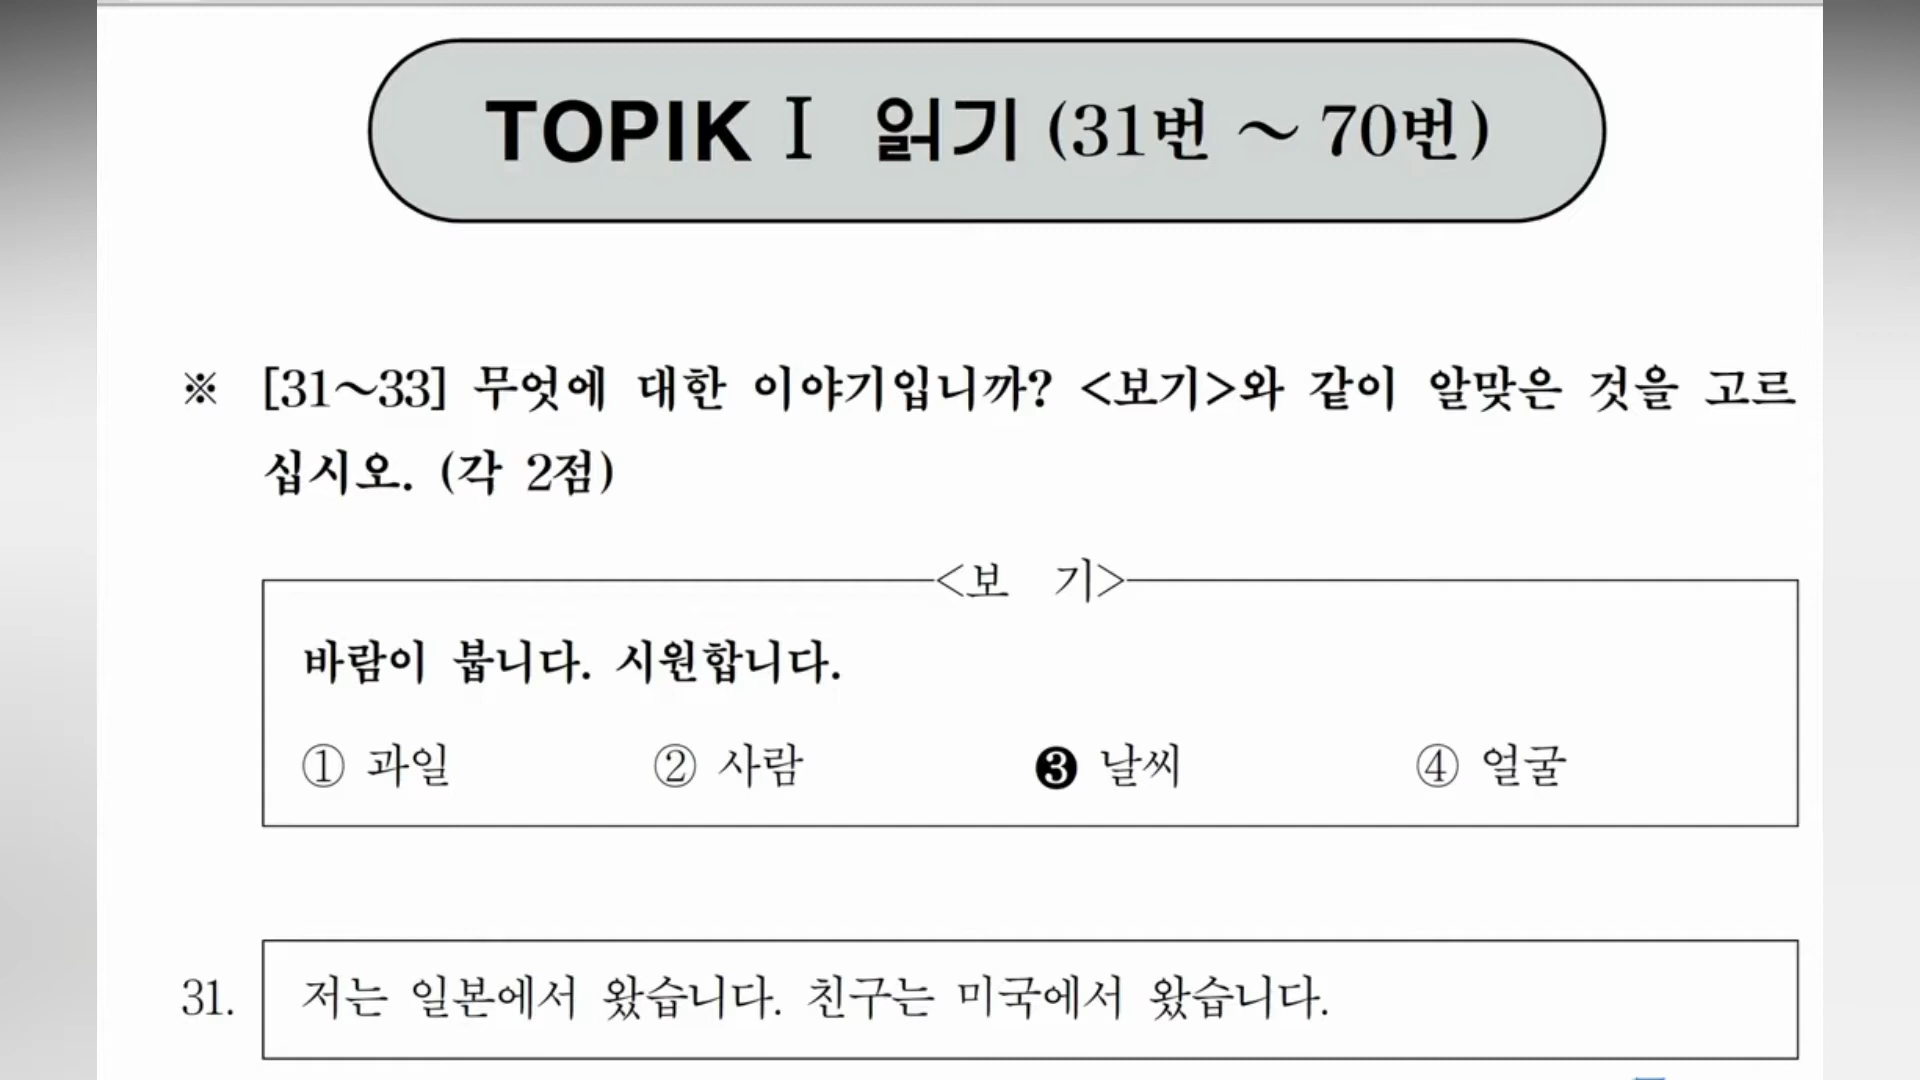 TOPIK Ⅰ 읽기 (31번 ~ 70번)
※ [31~33] 무엇에 대한 이야기입니까? <보기>와 같이 알맞은 것을 고르
십시오. (각 2점)
<보 기>
바람이 붑니다. 시원합니다.
① 과일 ② 사람 ❸ 날씨 ④ 얼굴
31. 저는 일본에서 왔습니다. 친구는 미국에서 왔습니다.